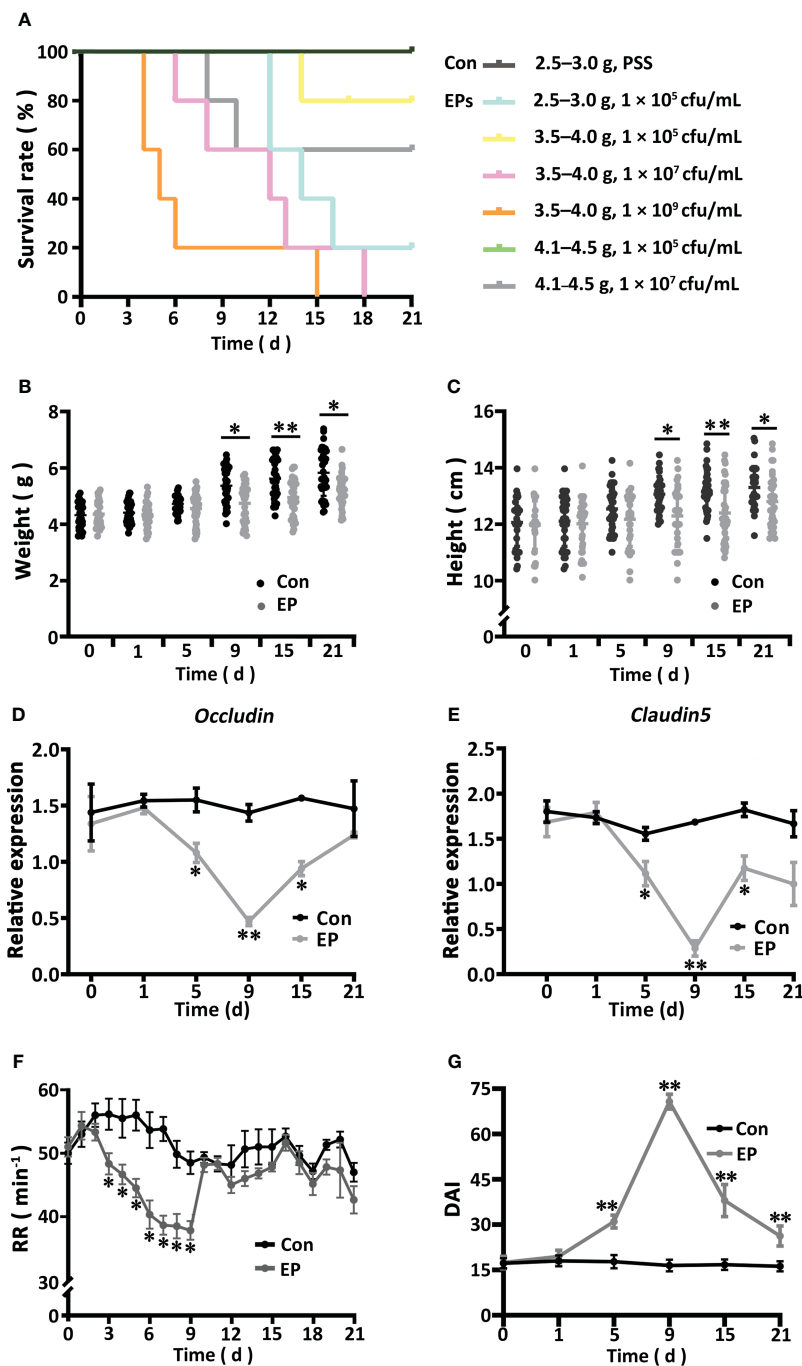 A
Survival rate ( % )
100
80
60
40
20
0
0 3 6 9 12 15 18 21
Time ( d )
Con 2.5–3.0 g, PSS
EPs 2.5–3.0 g, 1 × 10⁵ cfu/mL
3.5–4.0 g, 1 × 10⁵ cfu/mL
3.5–4.0 g, 1 × 10⁷ cfu/mL
3.5–4.0 g, 1 × 10⁹ cfu/mL
4.1–4.5 g, 1 × 10⁵ cfu/mL
4.1–4.5 g, 1 × 10⁷ cfu/mL
B
Weight ( g )
8
6
4
2
0
* ** *
Con
EP
0 1 5 9 15 21
Time ( d )
C
Height ( cm )
16
14
12
10
0
* ** *
Con
EP
0 1 5 9 15 21
Time ( d )
D
Occludin
Relative expression
2.0
1.5
1.0
0.5
0.0
* ** *
Con
EP
0 1 5 9 15 21
Time (d)
E
Claudin5
Relative expression
2.5
2.0
1.5
1.0
0.5
0.0
* ** *
Con
EP
0 1 5 9 15 21
Time (d)
F
RR ( min⁻¹ )
60
50
40
30
0
* * * * * * *
Con
EP
0 3 6 9 12 15 18 21
Time ( d )
G
DAI
75
60
45
30
15
0
** ** ** **
Con
EP
0 1 5 9 15 21
Time ( d )